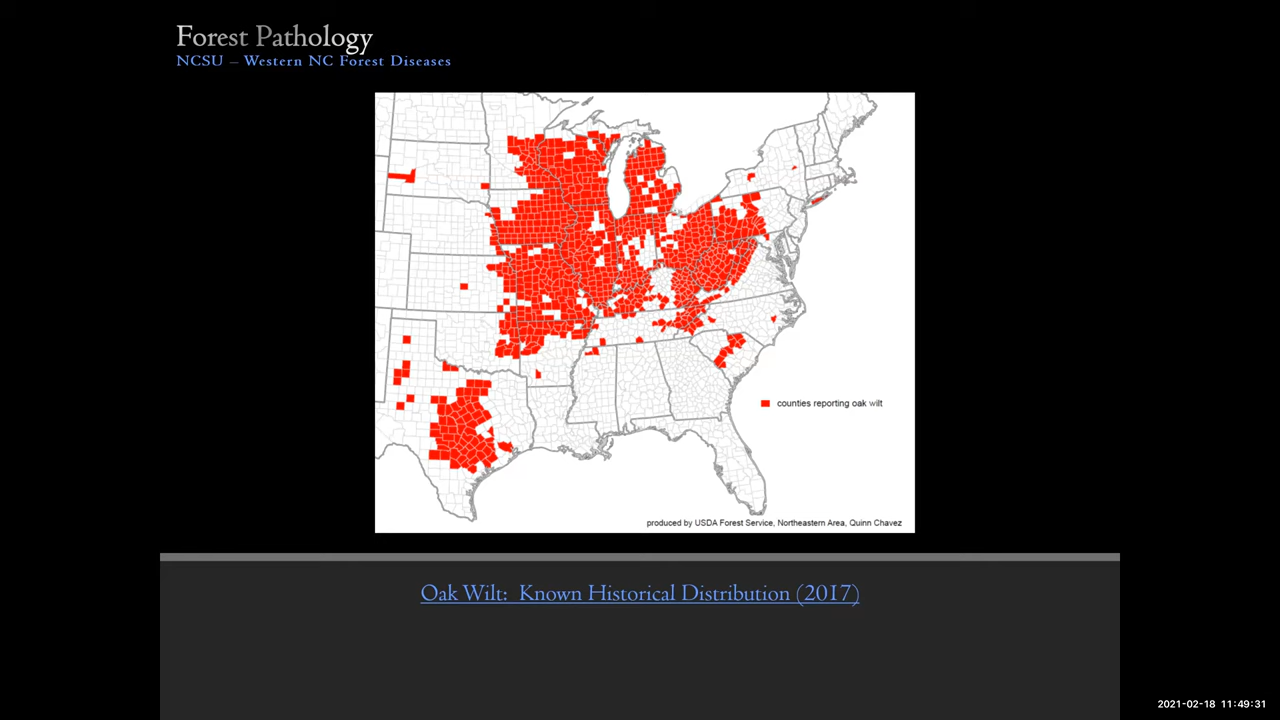 Forest Pathology
NCSU – Western NC Forest Diseases
counties reporting oak wilt
produced by USDA Forest Service, Northeastern Area, Quinn Chavez
Oak Wilt:  Known Historical Distribution (2017)
2021-02-18  11:49:31